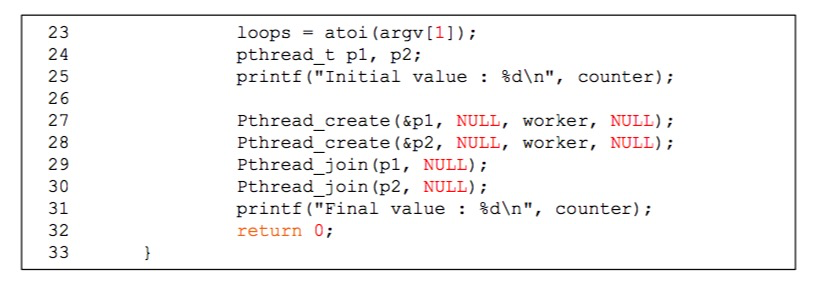 23 loops = atoi(argv[1]);
24 pthread_t p1, p2;
25 printf("Initial value : %d\n", counter);
26
27 Pthread_create(&p1, NULL, worker, NULL);
28 Pthread_create(&p2, NULL, worker, NULL);
29 Pthread_join(p1, NULL);
30 Pthread_join(p2, NULL);
31 printf("Final value : %d\n", counter);
32 return 0;
33 }